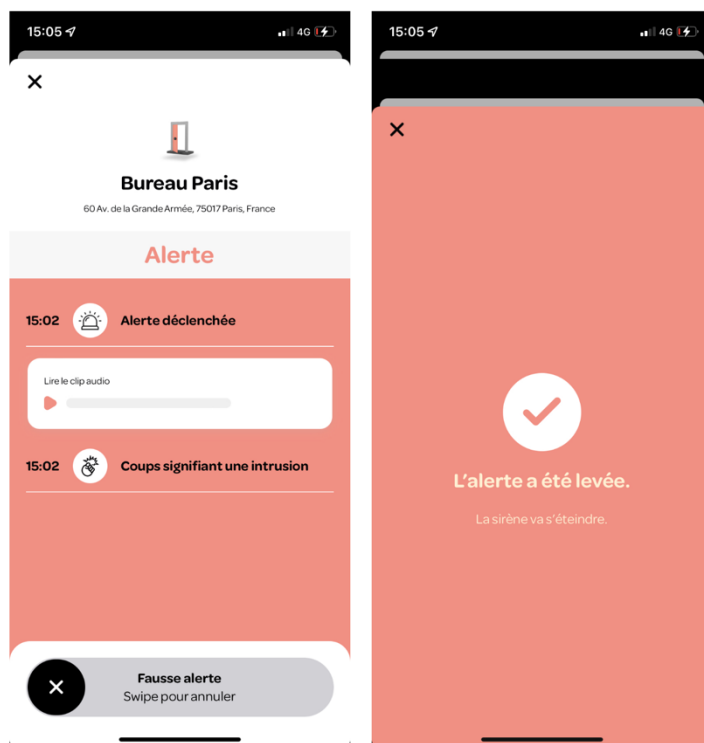 15:05
4G
Bureau Paris
60 Av. de la Grande Armée, 75017 Paris, France
Alerte
15:02 Alerte déclenchée
Lire le clip audio
15:02 Coups signifiant une intrusion
Fausse alerte
Swipe pour annuler
15:05
4G
L'alerte a été levée.
La sirène va s'éteindre.